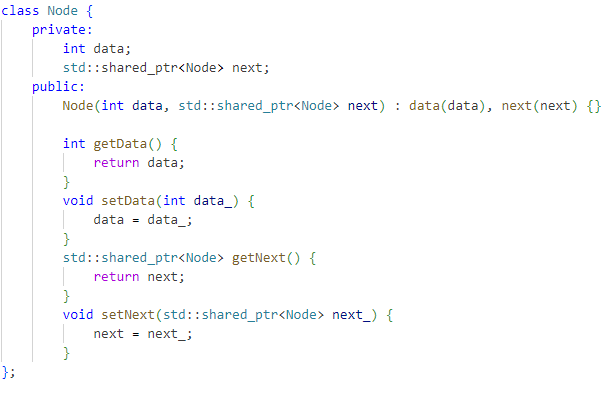 class Node {
    private:
        int data;
        std::shared_ptr<Node> next;
    public:
        Node(int data, std::shared_ptr<Node> next) : data(data), next(next) {}

        int getData() {
            return data;
        }
        void setData(int data_) {
            data = data_;
        }
        std::shared_ptr<Node> getNext() {
            return next;
        }
        void setNext(std::shared_ptr<Node> next_) {
            next = next_;
        }
};